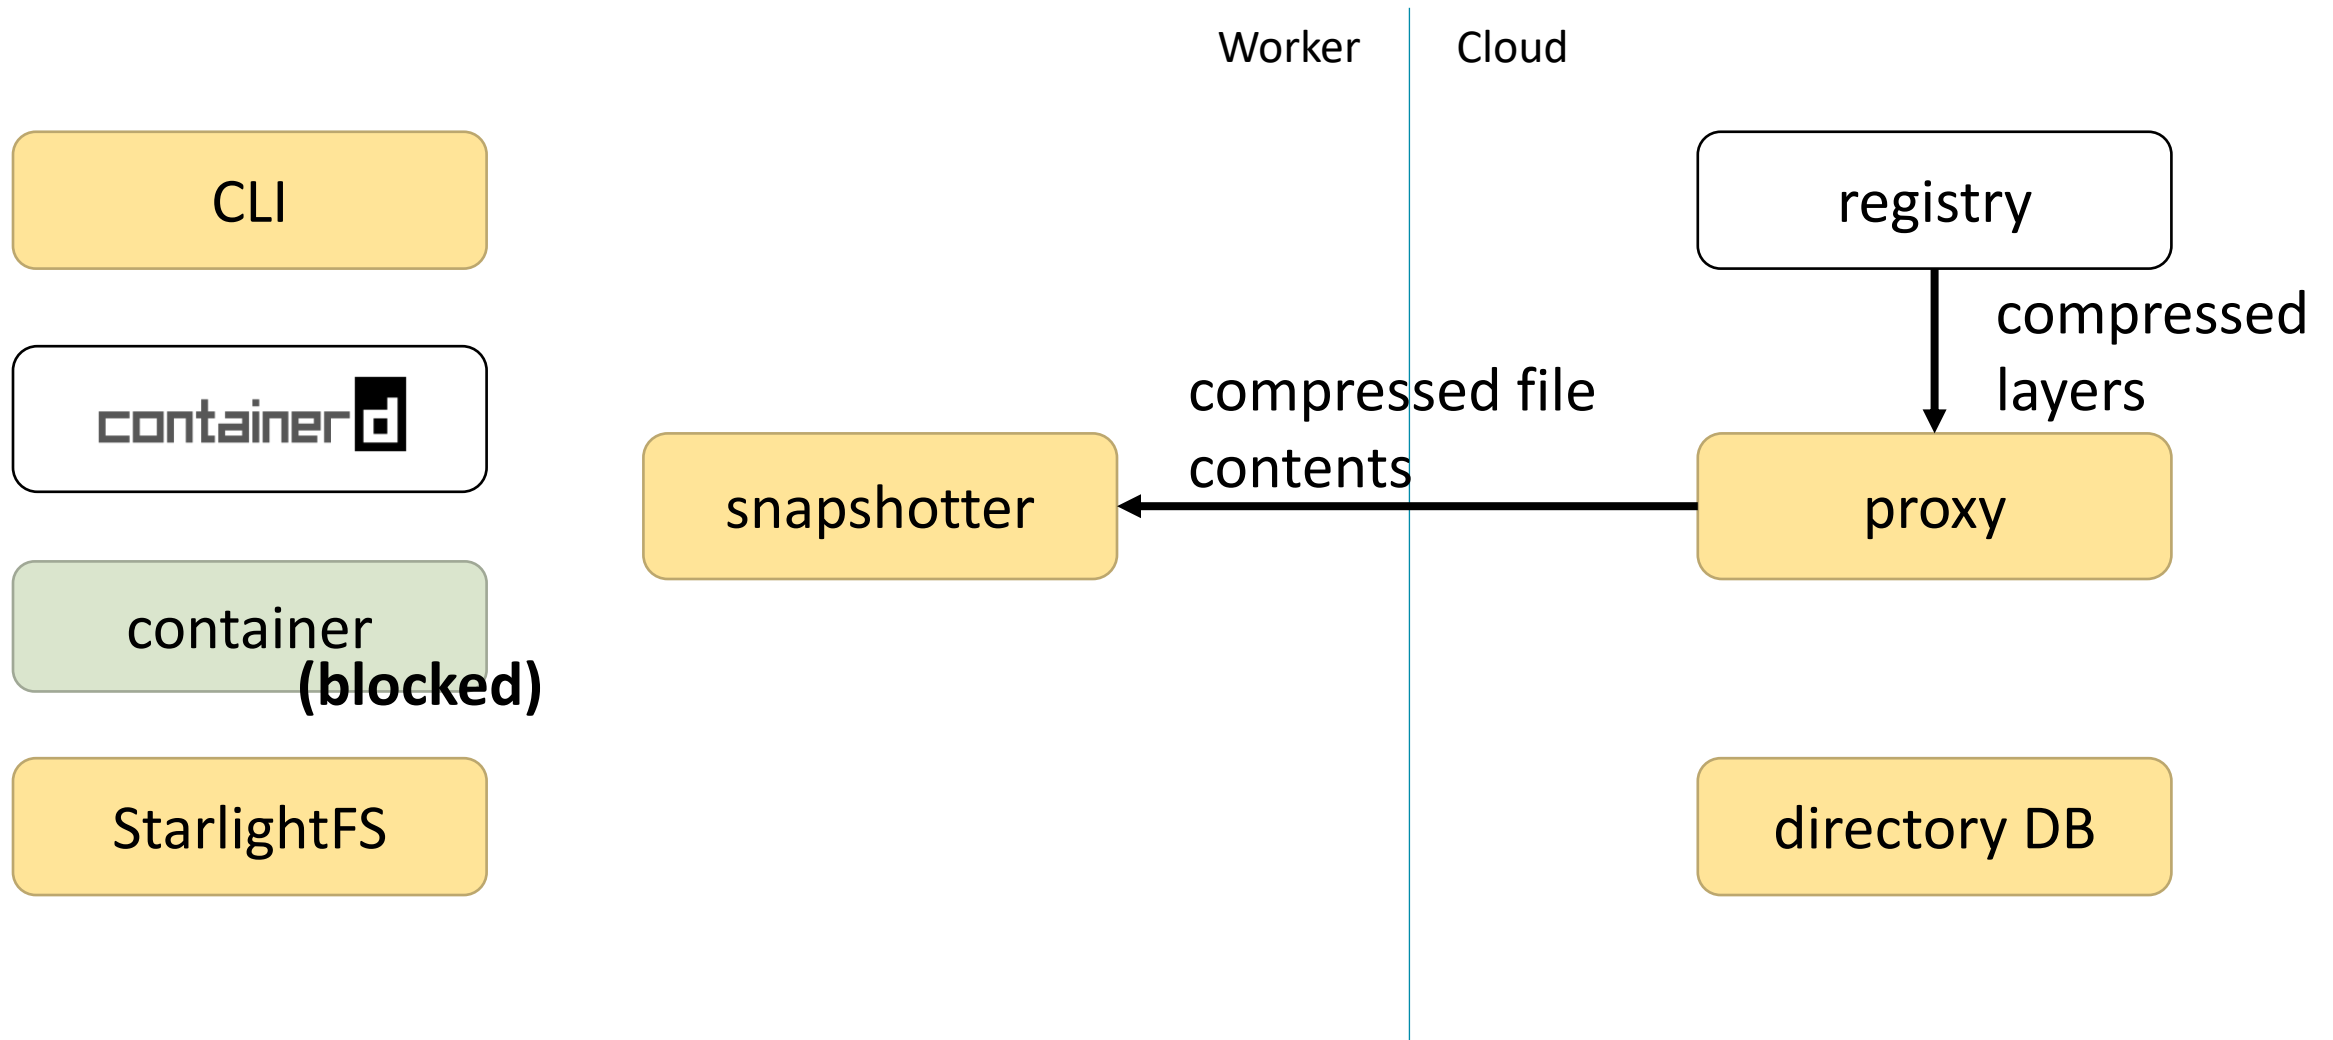 Worker
Cloud
CLI
registry
compressed
layers
containerd
compressed file
contents
snapshotter
proxy
container
(blocked)
StarlightFS
directory DB